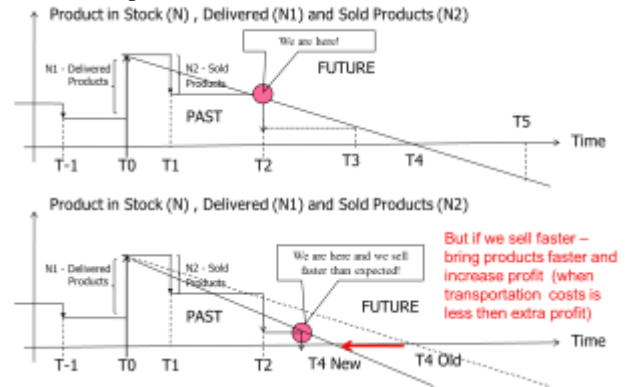 Product in Stock (N) , Delivered (N1) and Sold Products (N2)
We are here!
N1 - Delivered
Products
N2 - Sold
Products
FUTURE
PAST
T5
Time
T-1
T0
T1
T2
T3
T4
Product in Stock (N) , Delivered (N1) and Sold Products (N2)
But if we sell faster –
bring products faster and
increase profit (when
transportation costs is
less then extra profit)
We are here and we sell
faster than expected!
N1 - Delivered
Products
N2 - Sold
Products
FUTURE
PAST
Time
T-1
T0
T1
T2
T4 New
T4 Old